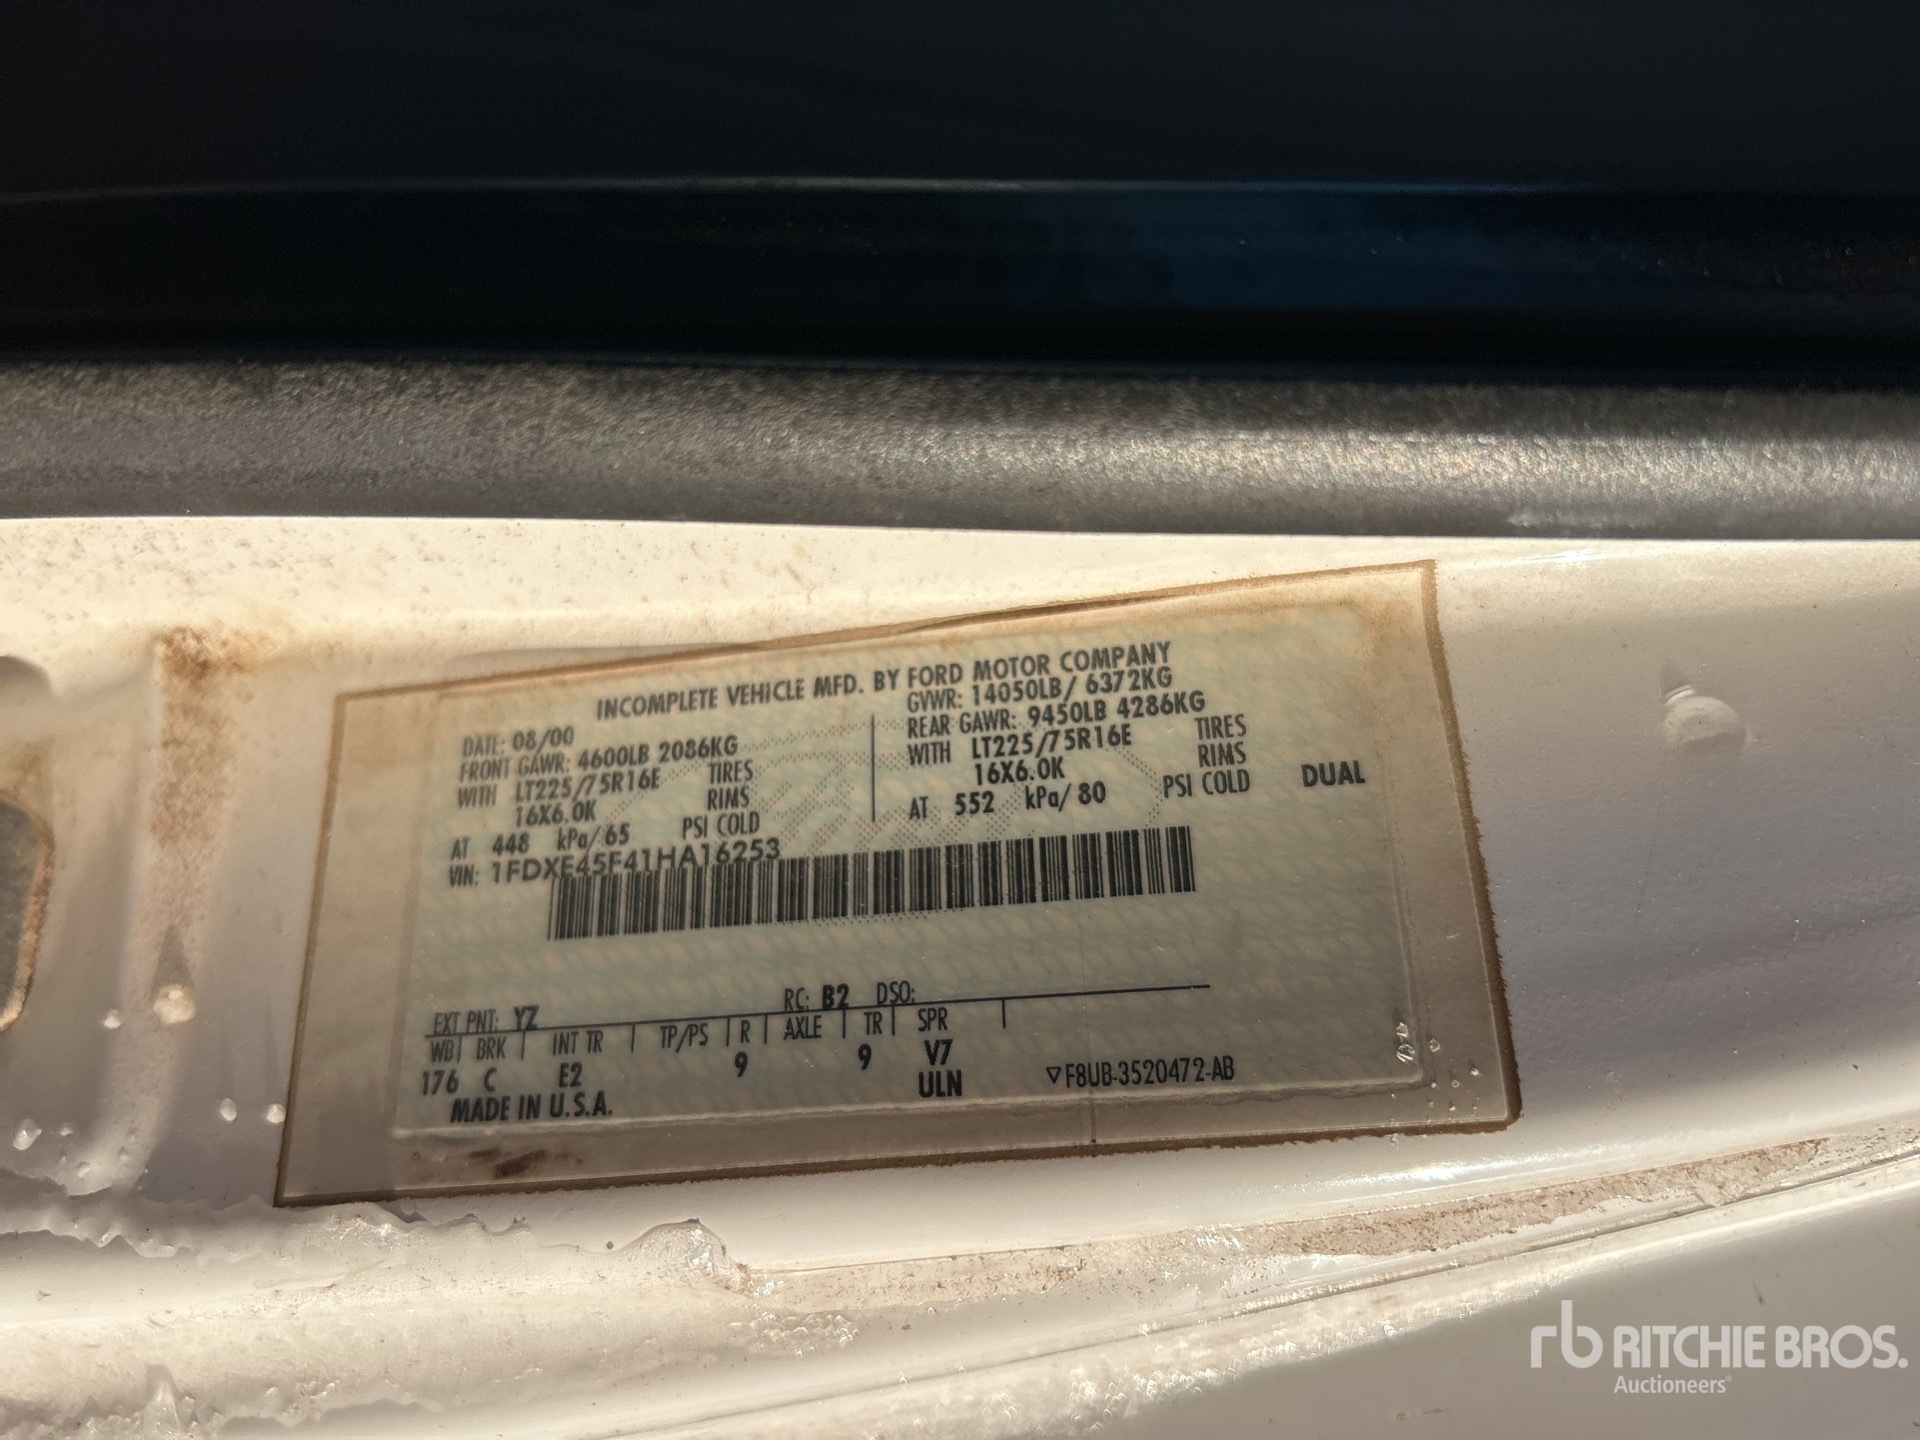 INCOMPLETE VEHICLE MFD. BY FORD MOTOR COMPANY
DATE: 08/00
GVWR: 14050LB/ 6372KG
FRONT GAWR: 4600LB 2086KG
REAR GAWR: 9450LB 4286KG
WITH LT225/75R16E TIRES
WITH LT225/75R16E TIRES
16X6.0K RIMS
16X6.0K RIMS
AT 448 kPa/65 PSI COLD
AT 552 kPa/80 PSI COLD DUAL
VIN: 1FDXE45F41HA16253
EXT PNT: YZ RC: B2 DSO:
WB BRK INT TR TP/PS R AXLE TR SPR
176 C E2 9 9 V7
MADE IN U.S.A. ULN F8UB-3520472-AB
rb RITCHIE BROS.
Auctioneers